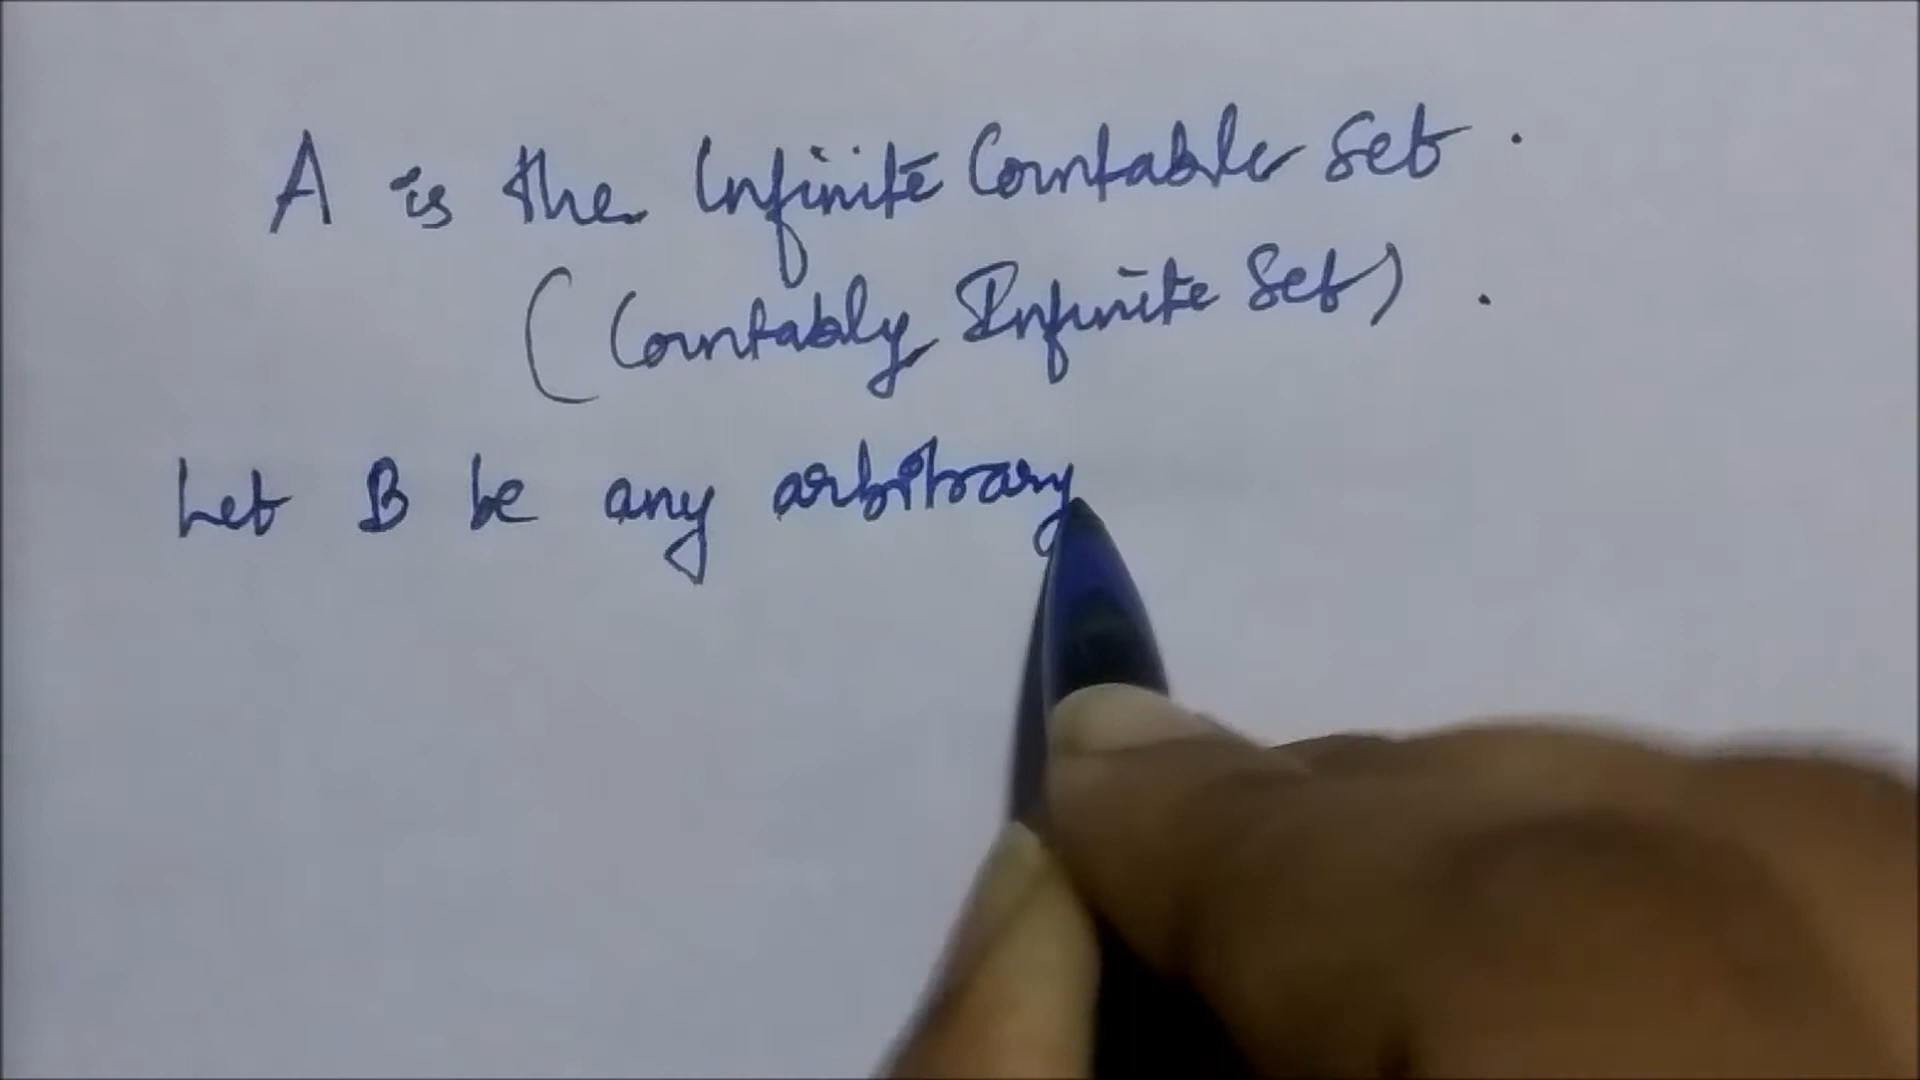 A is the Infinite Countable Set .
( Countably Infinite Set) .
Let B be any arbitrary